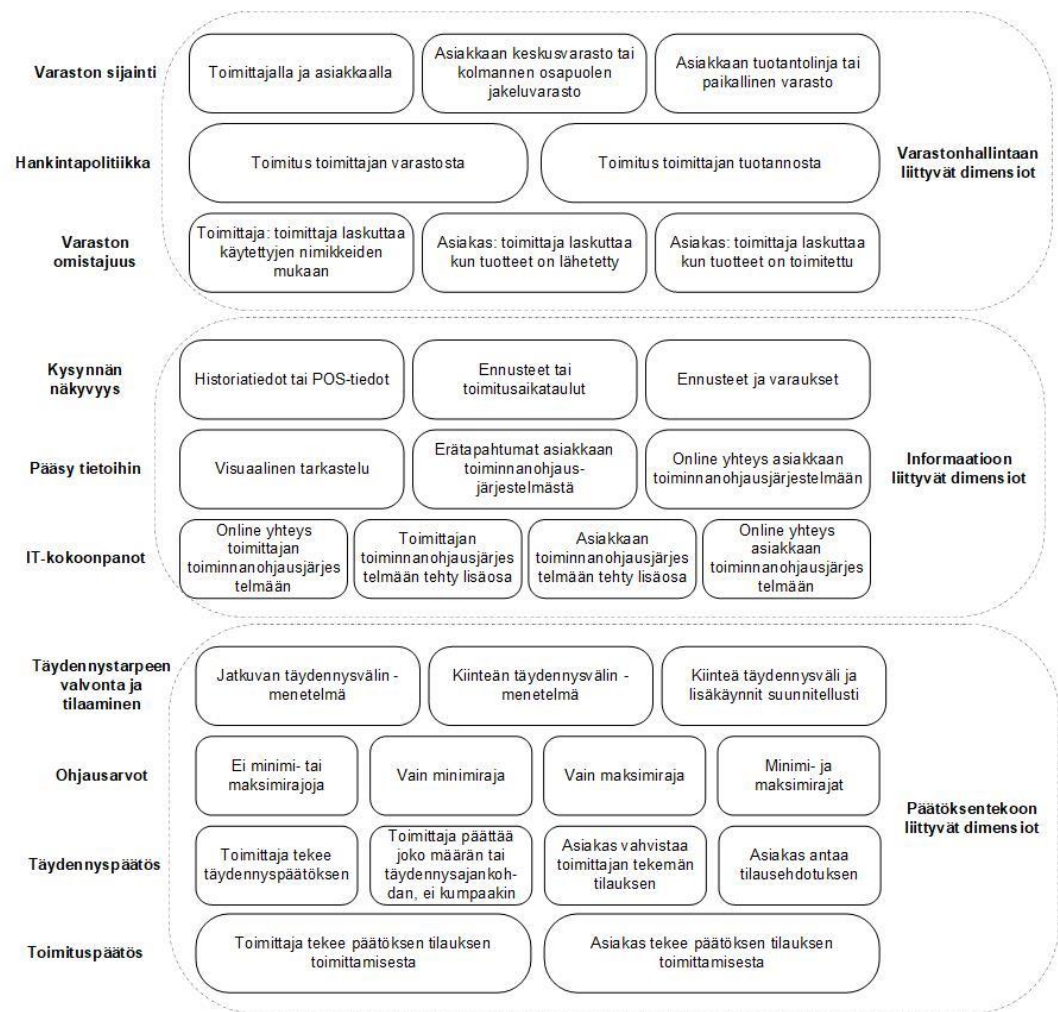 Varaston sijainti
Toimittajalla ja asiakkaalla
Asiakkaan keskusvarasto tai
kolmannen osapuolen
jakeluvarasto
Asiakkaan tuotantolinja tai
paikallinen varasto
Hankintapolitiikka
Toimitus toimittajan varastosta
Toimitus toimittajan tuotannosta
Varastonhallintaan
liittyvät dimensiot
Varaston
omistajuus
Toimittaja: toimittaja laskuttaa
käytettyjen nimikkeiden
mukaan
Asiakas: toimittaja laskuttaa
kun tuotteet on lähetetty
Asiakas: toimittaja laskuttaa
kun tuotteet on toimitettu
Kysynnän
näkyvyys
Historiatiedot tai POS-tiedot
Ennusteet tai
toimitusaikataulut
Ennusteet ja varaukset
Pääsy tietoihin
Visuaalinen tarkastelu
Erätapahtumat asiakkaan
toiminnanohjaus-
järjestelmästä
Online yhteys asiakkaan
toiminnanohjausjärjestelmään
Informaatioon
liittyvät dimensiot
IT-kokoonpanot
Online yhteys
toimittajan
toiminnanohjausjärjes
telmään
Toimittajan
toiminnanohjausjärjes
telmään tehty lisäosa
Asiakkaan
toiminnanohjausjärjes
telmään tehty lisäosa
Online yhteys
asiakkaan
toiminnanohjausjärjes
telmään
Täydennystarpeen
valvonta ja
tilaaminen
Jatkuvan täydennysvälin -
menetelmä
Kiinteän täydennysvälin -
menetelmä
Kiinteä täydennysväli ja
lisäkäynnit suunnitellusti
Ohjausarvot
Ei minimi- tai
maksimirajoja
Vain minimiraja
Vain maksimiraja
Minimi- ja
maksimirajat
Päätöksentekoon
liittyvät dimensiot
Täydennyspäätös
Toimittaja tekee
täydennyspäätöksen
Toimittaja päättää
joko määrän tai
täydennysajankoh-
dan, ei kumpaakin
Asiakas vahvistaa
toimittajan tekemän
tilauksen
Asiakas antaa
tilausehdotuksen
Toimituspäätös
Toimittaja tekee päätöksen tilauksen
toimittamisesta
Asiakas tekee päätöksen tilauksen
toimittamisesta